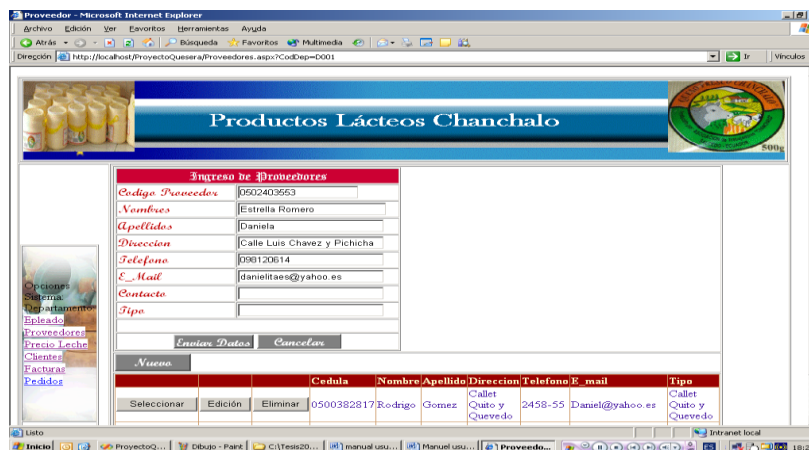 Proveedor - Microsoft Internet Explorer
Archivo Edición Ver Favoritos Herramientas Ayuda
Atrás Búsqueda Favoritos Multimedia
Dirección http://localhost/ProyectoQuesera/Proveedores.aspx?CodDep=D001 Ir Vínculos
Productos Lácteos Chanchalo
500g
Ingreso de Proveedores
Codigo Proveedor 0502403553
Nombres Estrella Romero
Apellidos Daniela
Direccion Calle Luis Chavez y Pichicha
Telefono 098120614
E_Mail danielitaes@yahoo.es
Contacto
Tipo
Enviar Datos Cancelar
Nuevo
Opciones
Sistema:
Departamento
Epleado
Proveedores
Precio Leche
Clientes
Facturas
Pedidos
Cedula Nombre Apellido Direccion Telefono E_mail Tipo
Seleccionar Edición Eliminar 0500382817 Rodrigo Gomez Callet Quito y Quevedo 2458-55 Daniel@yahoo.es Callet Quito y Quevedo
Listo Intranet local
Inicio ProyectoQ... Dibujo - Paint C:\Tesis20... manual usu... Manuel usu... Proveedo... 18:2